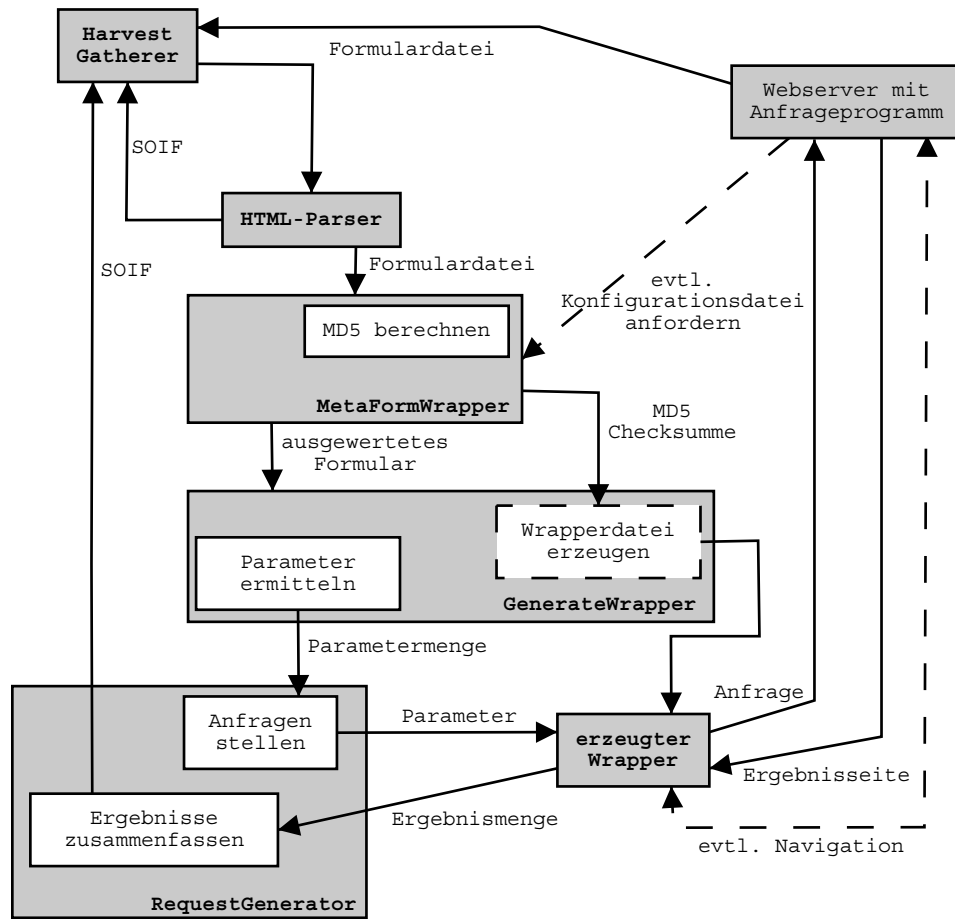 Harvest
Gatherer
Formulardatei
Webserver mit
Anfrageprogramm
SOIF
HTML-Parser
SOIF
Formulardatei
evtl.
Konfigurationsdatei
anfordern
MD5 berechnen
MetaFormWrapper
MD5
Checksumme
ausgewertetes
Formular
Wrapperdatei
erzeugen
Parameter
ermitteln
GenerateWrapper
Parametermenge
Anfragen
stellen
Parameter
Anfrage
erzeugter
Wrapper
Ergebnisseite
Ergebnisse
zusammenfassen
Ergebnismenge
evtl. Navigation
RequestGenerator